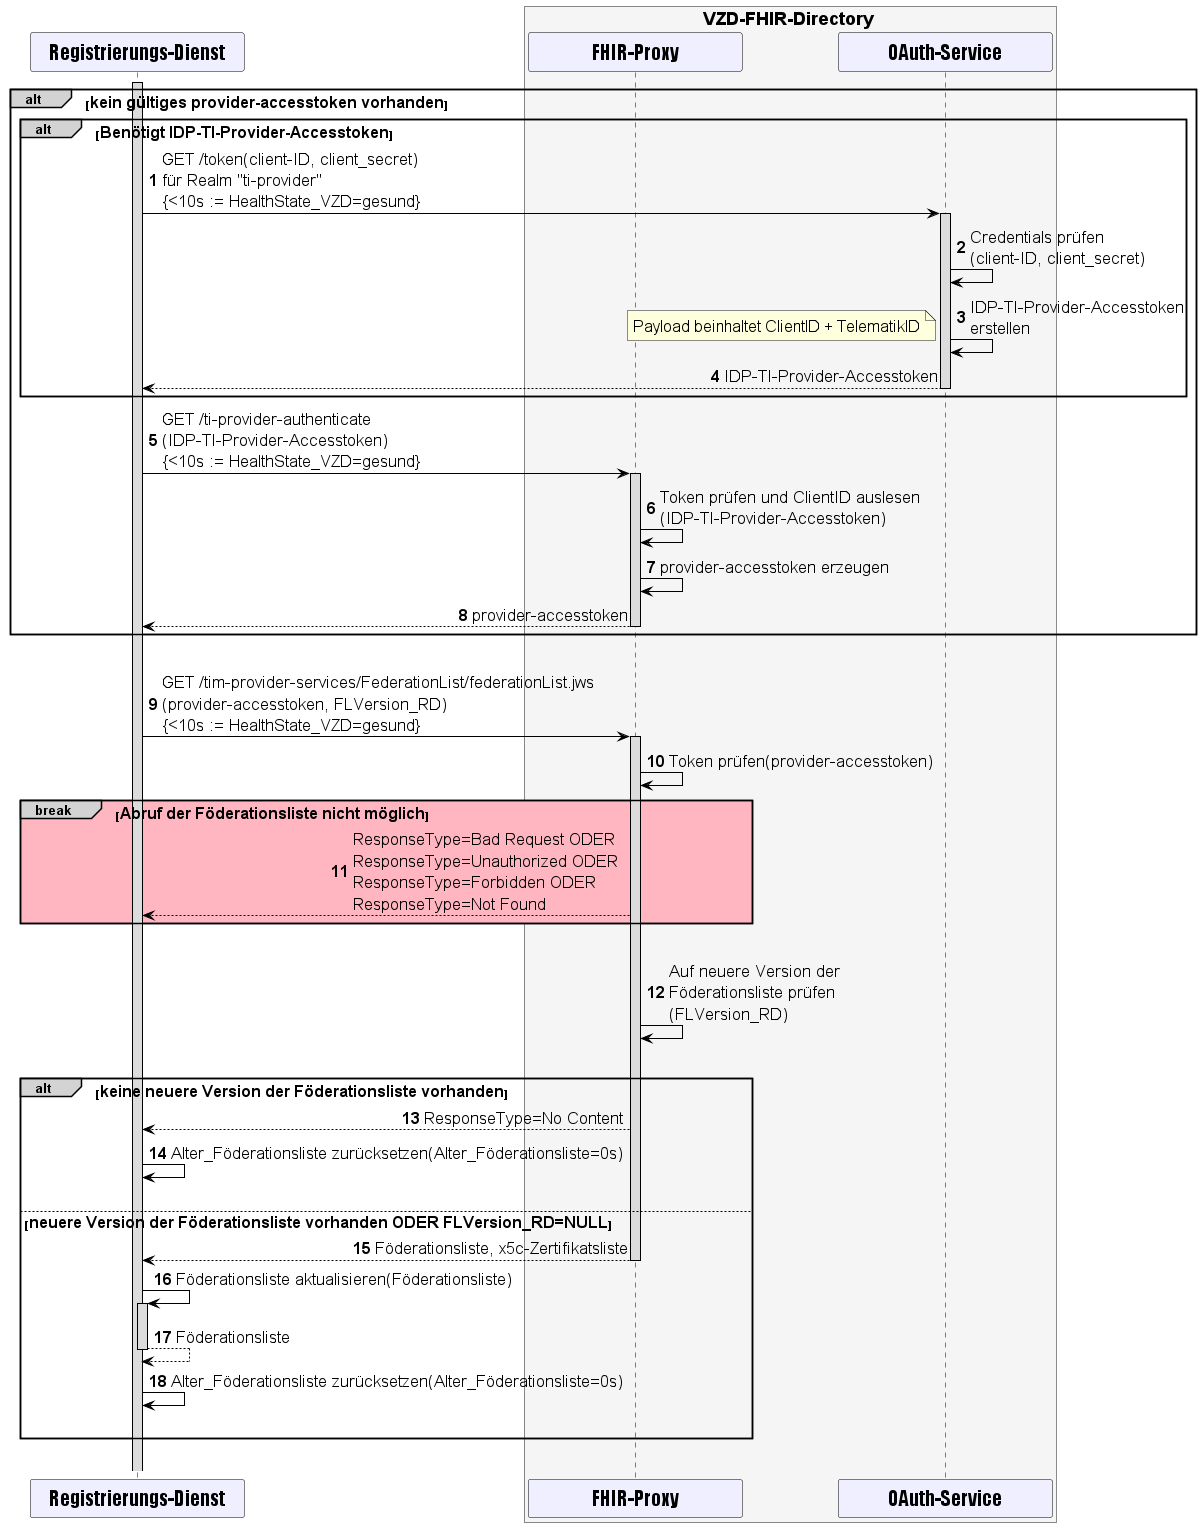 VZD-FHIR-Directory
Registrierungs-Dienst
FHIR-Proxy
OAuth-Service
alt
[kein gültiges provider-accesstoken vorhanden]
alt
[Benötigt IDP-TI-Provider-Accesstoken]
GET /token(client-ID, client_secret)
1 für Realm "ti-provider"
{<10s := HealthState_VZD=gesund}
2 Credentials prüfen
(client-ID, client_secret)
3 IDP-TI-Provider-Accesstoken
erstellen
Payload beinhaltet ClientID + TelematikID
4 IDP-TI-Provider-Accesstoken
GET /ti-provider-authenticate
5 (IDP-TI-Provider-Accesstoken)
{<10s := HealthState_VZD=gesund}
6 Token prüfen und ClientID auslesen
(IDP-TI-Provider-Accesstoken)
7 provider-accesstoken erzeugen
8 provider-accesstoken
GET /tim-provider-services/FederationList/federationList.jws
9 (provider-accesstoken, FLVersion_RD)
{<10s := HealthState_VZD=gesund}
10 Token prüfen(provider-accesstoken)
break
[Abruf der Föderationsliste nicht möglich]
ResponseType=Bad Request ODER
11 ResponseType=Unauthorized ODER
ResponseType=Forbidden ODER
ResponseType=Not Found
Auf neuere Version der
12 Föderationsliste prüfen
(FLVersion_RD)
alt
[keine neuere Version der Föderationsliste vorhanden]
13 ResponseType=No Content
14 Alter_Föderationsliste zurücksetzen(Alter_Föderationsliste=0s)
[neuere Version der Föderationsliste vorhanden ODER FLVersion_RD=NULL]
15 Föderationsliste, x5c-Zertifikatsliste
16 Föderationsliste aktualisieren(Föderationsliste)
17 Föderationsliste
18 Alter_Föderationsliste zurücksetzen(Alter_Föderationsliste=0s)
Registrierungs-Dienst
FHIR-Proxy
OAuth-Service